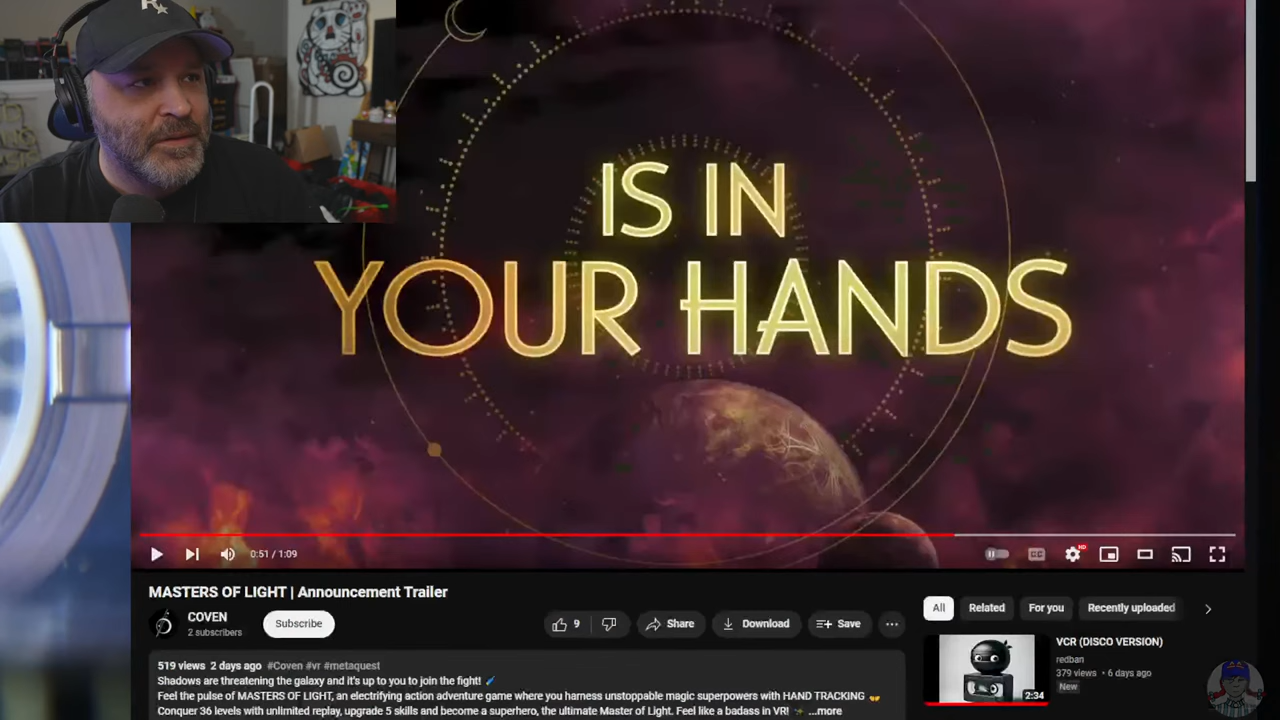 IS IN
YOUR HANDS
0:51 / 1:09
CC
HD
MASTERS OF LIGHT | Announcement Trailer
COVEN
2 subscribers
Subscribe
9
Share
Download
Save
...
519 views 2 days ago #Coven #vr #metaquest
Shadows are threatening the galaxy and it's up to you to join the fight!
Feel the pulse of MASTERS OF LIGHT, an electrifying action adventure game where you harness unstoppable magic superpowers with HAND TRACKING
Conquer 36 levels with unlimited replay, upgrade 5 skills and become a superhero, the ultimate Master of Light. Feel like a badass in VR! ...more
All
Related
For you
Recently uploaded
VCR (DISCO VERSION)
redban
379 views • 6 days ago
New
2:34
R